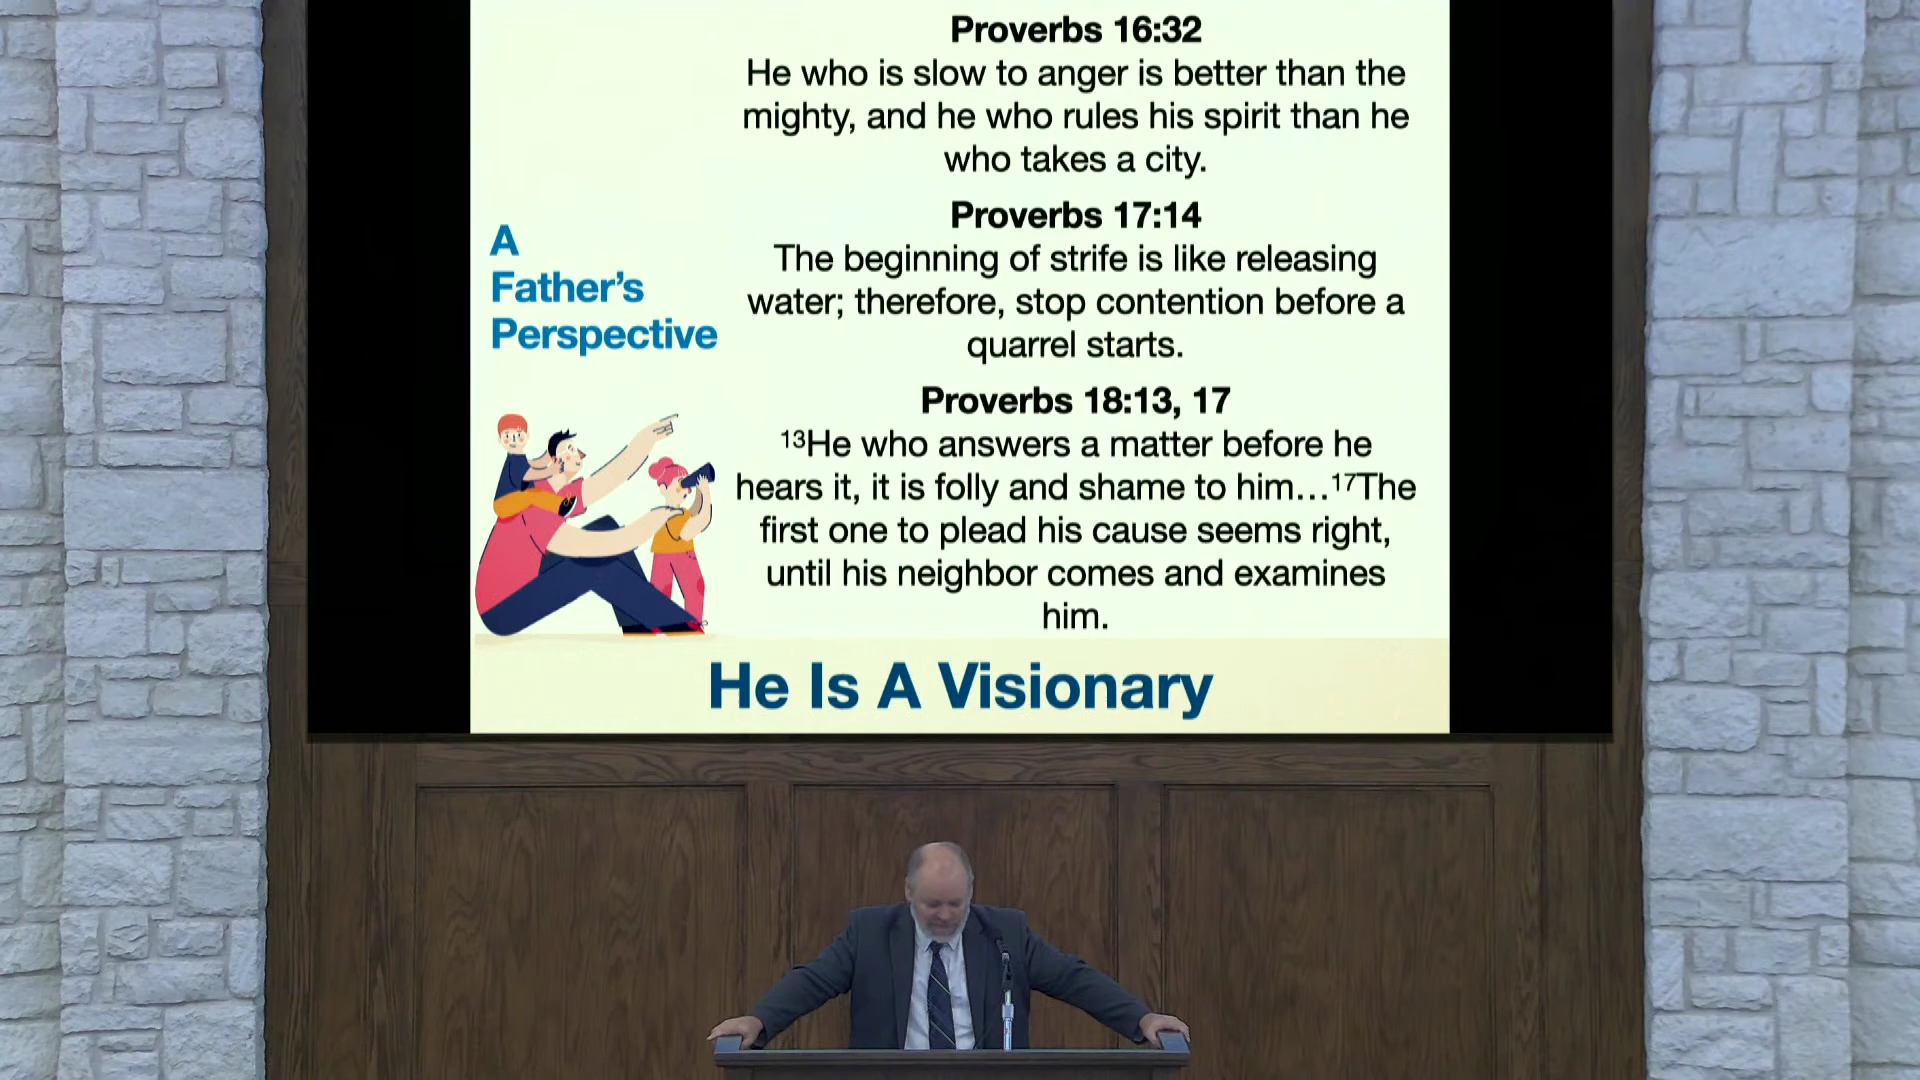 Proverbs 16:32
He who is slow to anger is better than the
mighty, and he who rules his spirit than he
who takes a city.
Proverbs 17:14
The beginning of strife is like releasing
water; therefore, stop contention before a
quarrel starts.
Proverbs 18:13, 17
13He who answers a matter before he
hears it, it is folly and shame to him…17The
first one to plead his cause seems right,
until his neighbor comes and examines
him.
A
Father’s
Perspective
He Is A Visionary